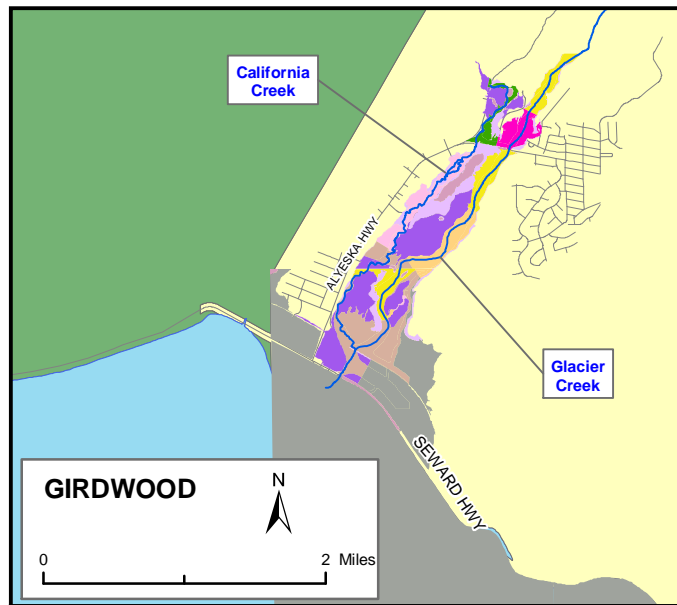 California
Creek
ALYESKA HWY
Glacier
Creek
SEWARD HWY
GIRDWOOD
N
0 2 Miles